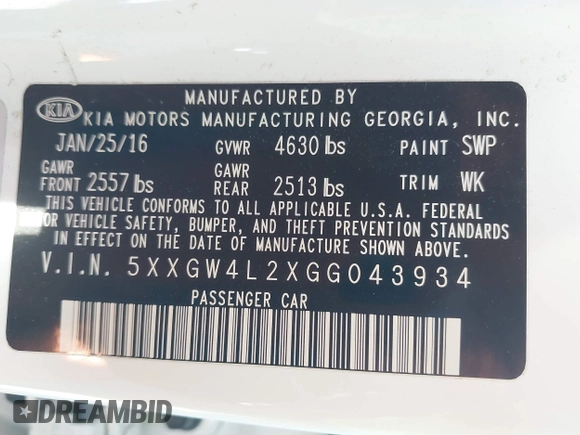 MANUFACTURED BY
KIA KIA MOTORS MANUFACTURING GEORGIA, INC.
JAN/25/16 GVWR 4630 lbs PAINT SWP
GAWR FRONT 2557 lbs GAWR REAR 2513 lbs TRIM WK
THIS VEHICLE CONFORMS TO ALL APPLICABLE U.S.A. FEDERAL
MOTOR VEHICLE SAFETY, BUMPER, AND THEFT PREVENTION STANDARDS
IN EFFECT ON THE DATE OF MANUFACTURE SHOWN ABOVE.
V.I.N. 5XXGW4L2XGG043934
PASSENGER CAR
DREAMBID